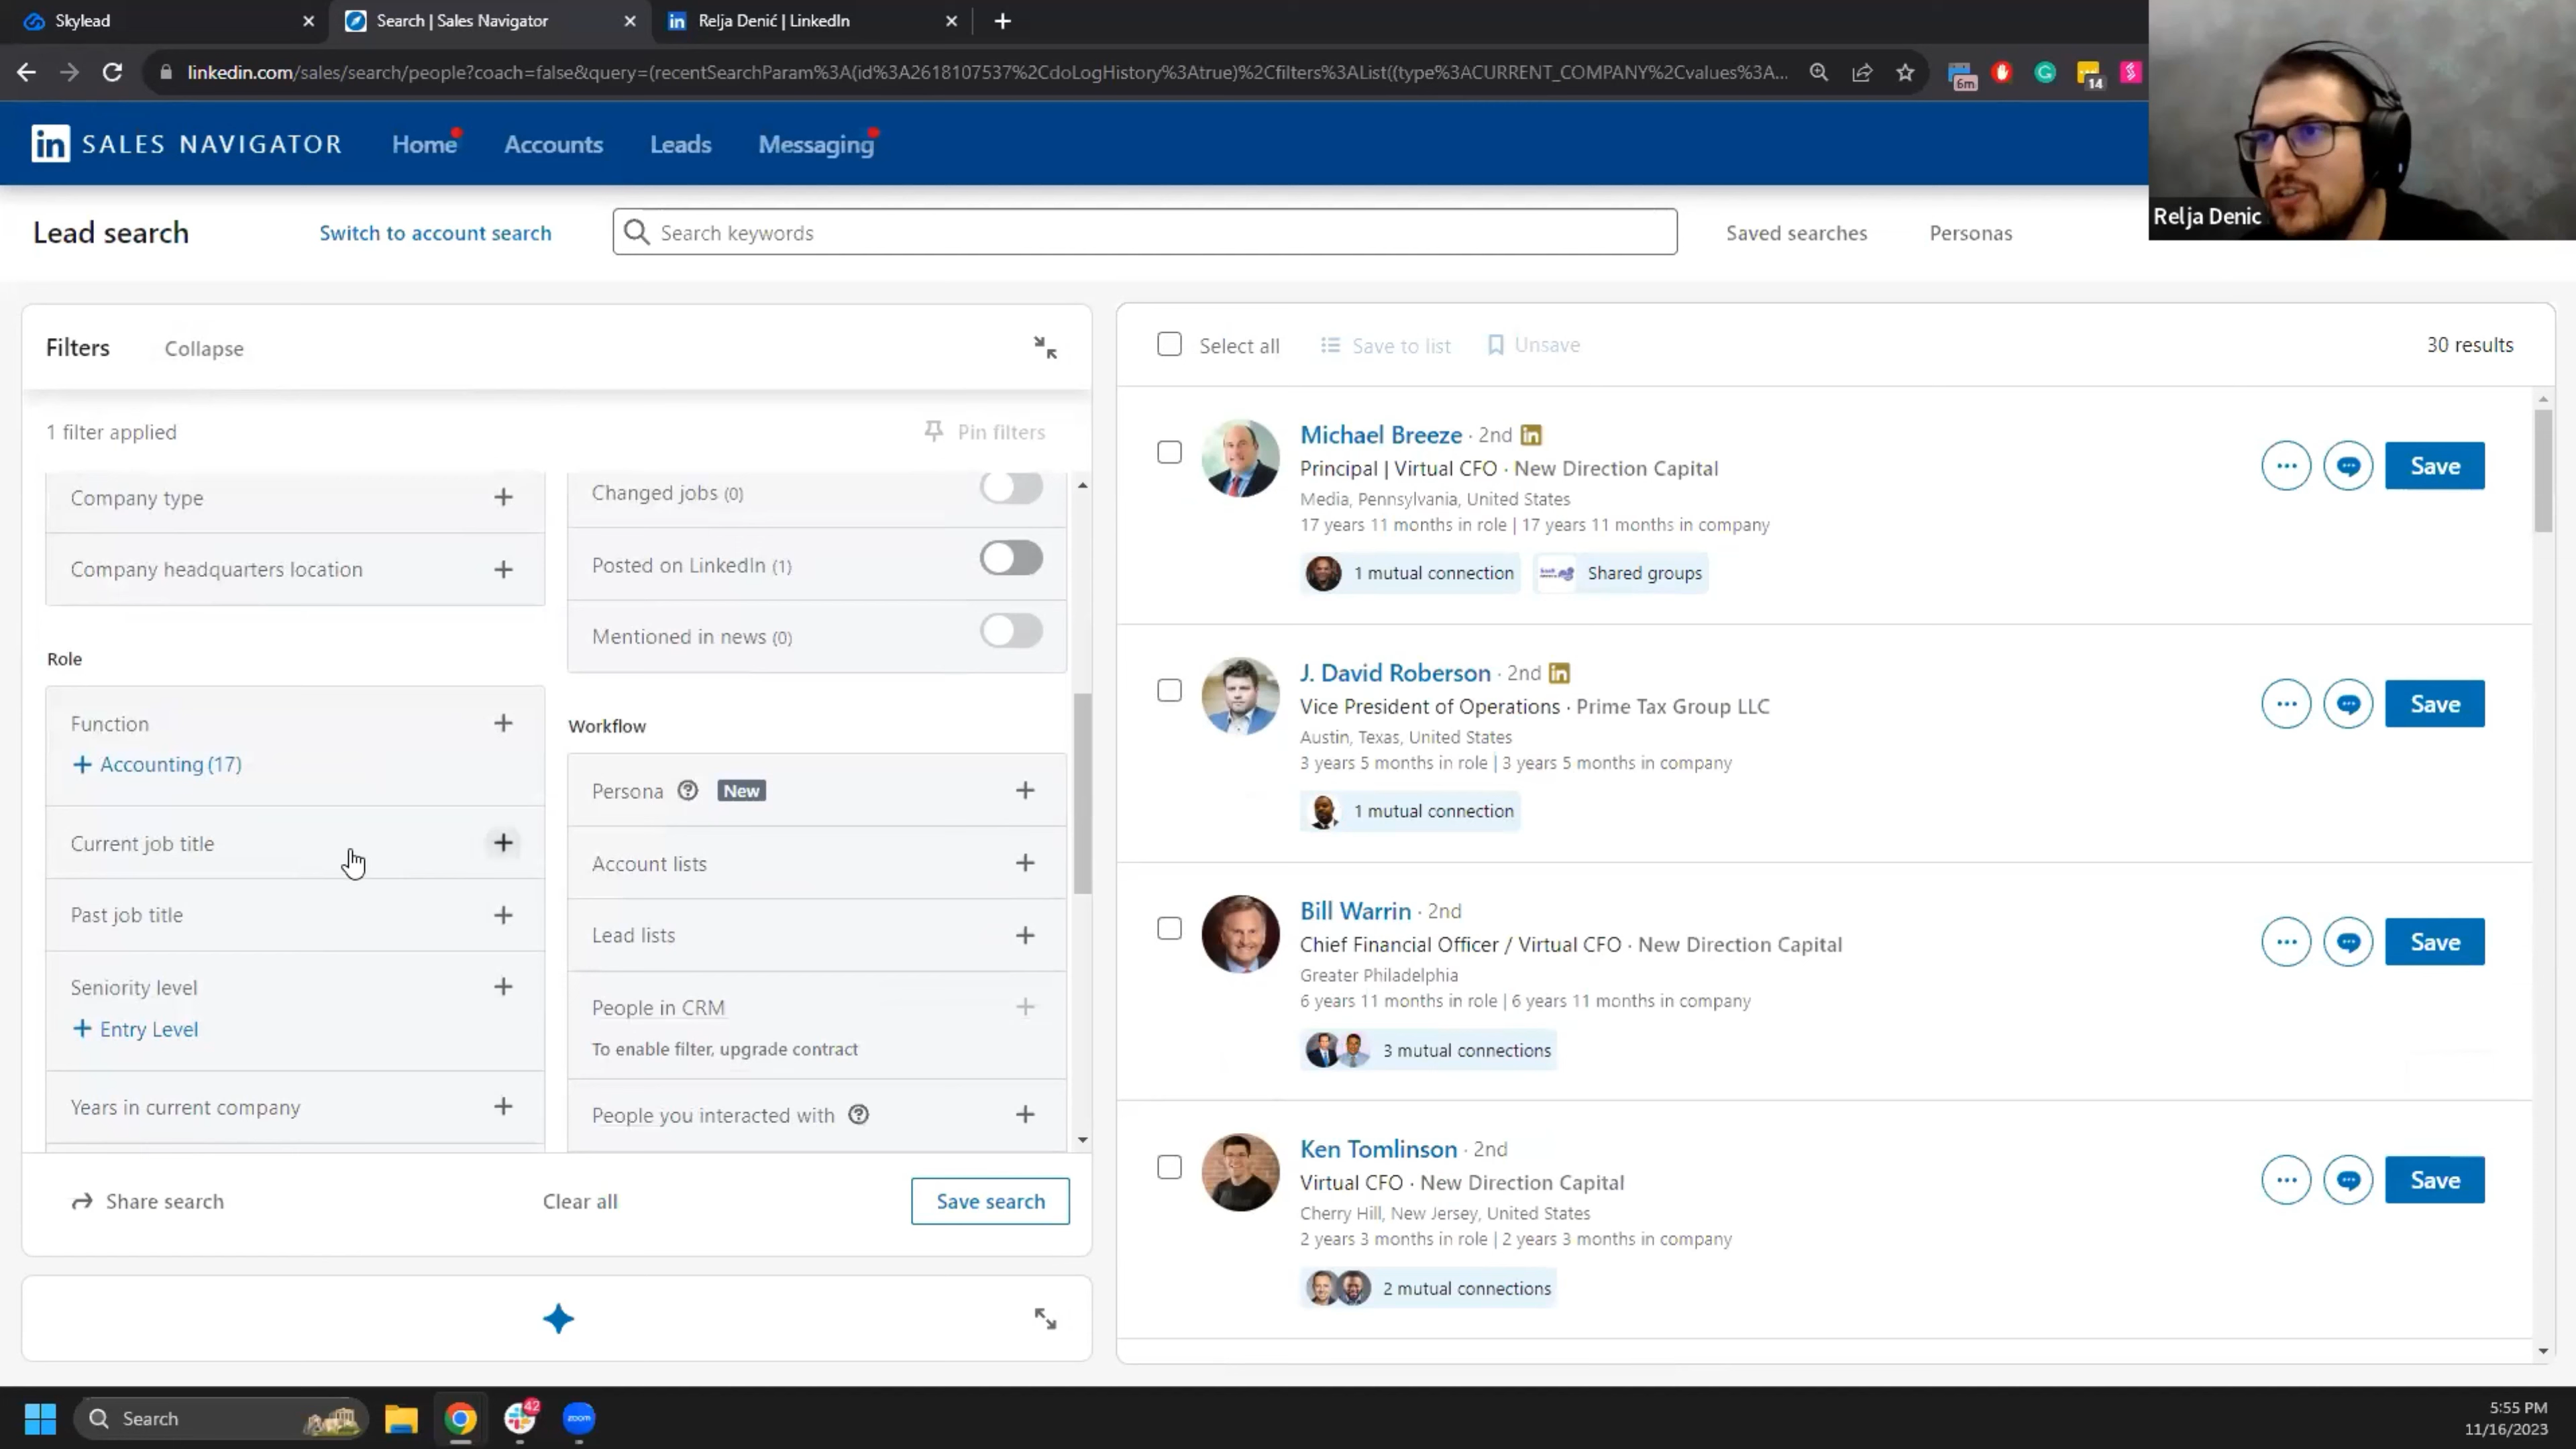 Skylead
Search | Sales Navigator
in Relja Denić | LinkedIn
linkedin.com/sales/search/people?coach=false&query=(recentSearchParam%3A(id%3A2618107537%2CdoLogHistory%3Atrue)%2Cfilters%3AList((type%3ACURRENT_COMPANY%2Cvalues%3A...
6m
14
in SALES NAVIGATOR
Home
Accounts
Leads
Messaging
Relja Denic
Lead search
Switch to account search
Search keywords
Saved searches
Personas
Filters
Collapse
1 filter applied
Pin filters
Company type
Company headquarters location
Role
Function
+ Accounting (17)
Current job title
Past job title
Seniority level
+ Entry Level
Years in current company
Changed jobs (0)
Posted on LinkedIn (1)
Mentioned in news (0)
Workflow
Persona ? New
Account lists
Lead lists
People in CRM
To enable filter, upgrade contract
People you interacted with ?
Share search
Clear all
Save search
Select all
Save to list
Unsave
30 results
Michael Breeze · 2nd in
Principal | Virtual CFO · New Direction Capital
Media, Pennsylvania, United States
17 years 11 months in role | 17 years 11 months in company
1 mutual connection
Shared groups
Save
J. David Roberson · 2nd in
Vice President of Operations · Prime Tax Group LLC
Austin, Texas, United States
3 years 5 months in role | 3 years 5 months in company
1 mutual connection
Save
Bill Warrin · 2nd
Chief Financial Officer / Virtual CFO · New Direction Capital
Greater Philadelphia
6 years 11 months in role | 6 years 11 months in company
3 mutual connections
Save
Ken Tomlinson · 2nd
Virtual CFO · New Direction Capital
Cherry Hill, New Jersey, United States
2 years 3 months in role | 2 years 3 months in company
2 mutual connections
Save
Search
42
zoom
5:55 PM
11/16/2023